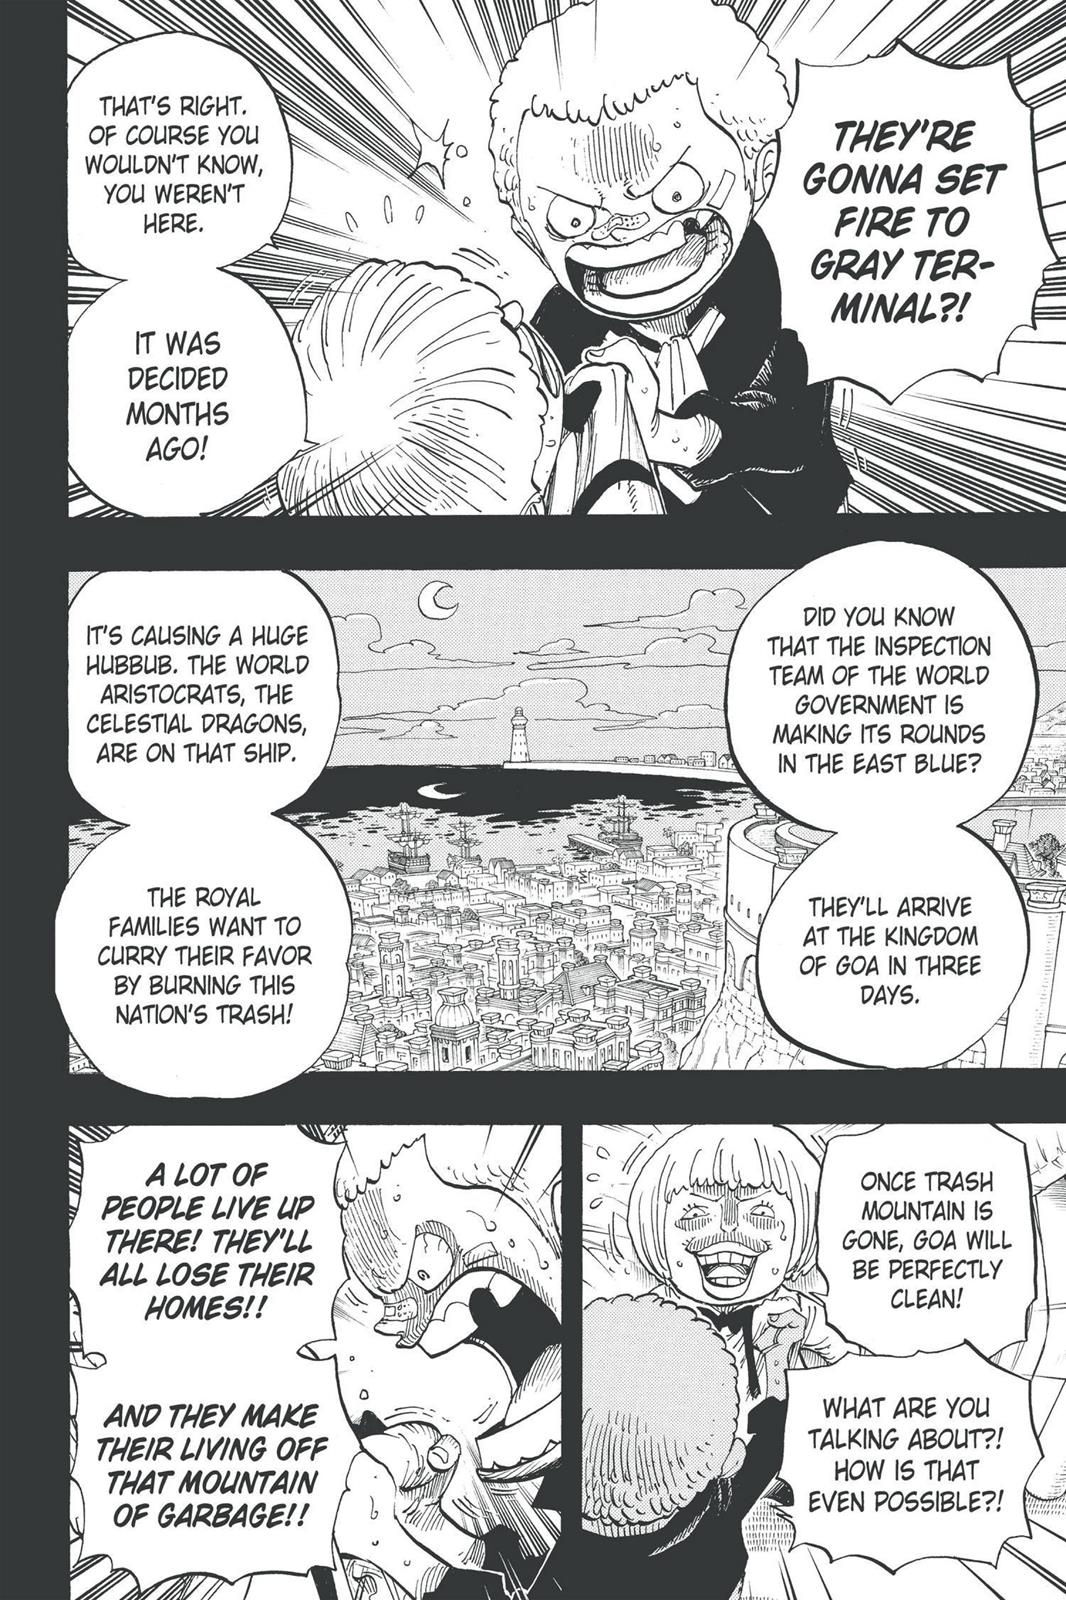 THEY'RE
GONNA SET
FIRE TO
GRAY TER-
MINAL?!
THAT'S RIGHT.
OF COURSE YOU
WOULDN'T KNOW,
YOU WEREN'T
HERE.
IT WAS
DECIDED
MONTHS
AGO!
DID YOU KNOW
THAT THE INSPECTION
TEAM OF THE WORLD
GOVERNMENT IS
MAKING ITS ROUNDS
IN THE EAST BLUE?
THEY'LL ARRIVE
AT THE KINGDOM
OF GOA IN THREE
DAYS.
IT'S CAUSING A HUGE
HUBBUB. THE WORLD
ARISTOCRATS, THE
CELESTIAL DRAGONS,
ARE ON THAT SHIP.
THE ROYAL
FAMILIES WANT TO
CURRY THEIR FAVOR
BY BURNING THIS
NATION'S TRASH!
ONCE TRASH
MOUNTAIN IS
GONE, GOA WILL
BE PERFECTLY
CLEAN!
WHAT ARE YOU
TALKING ABOUT?!
HOW IS THAT
EVEN POSSIBLE?!
A LOT OF
PEOPLE LIVE UP
THERE! THEY'LL
ALL LOSE THEIR
HOMES!!
AND THEY MAKE
THEIR LIVING OFF
THAT MOUNTAIN
OF GARBAGE!!